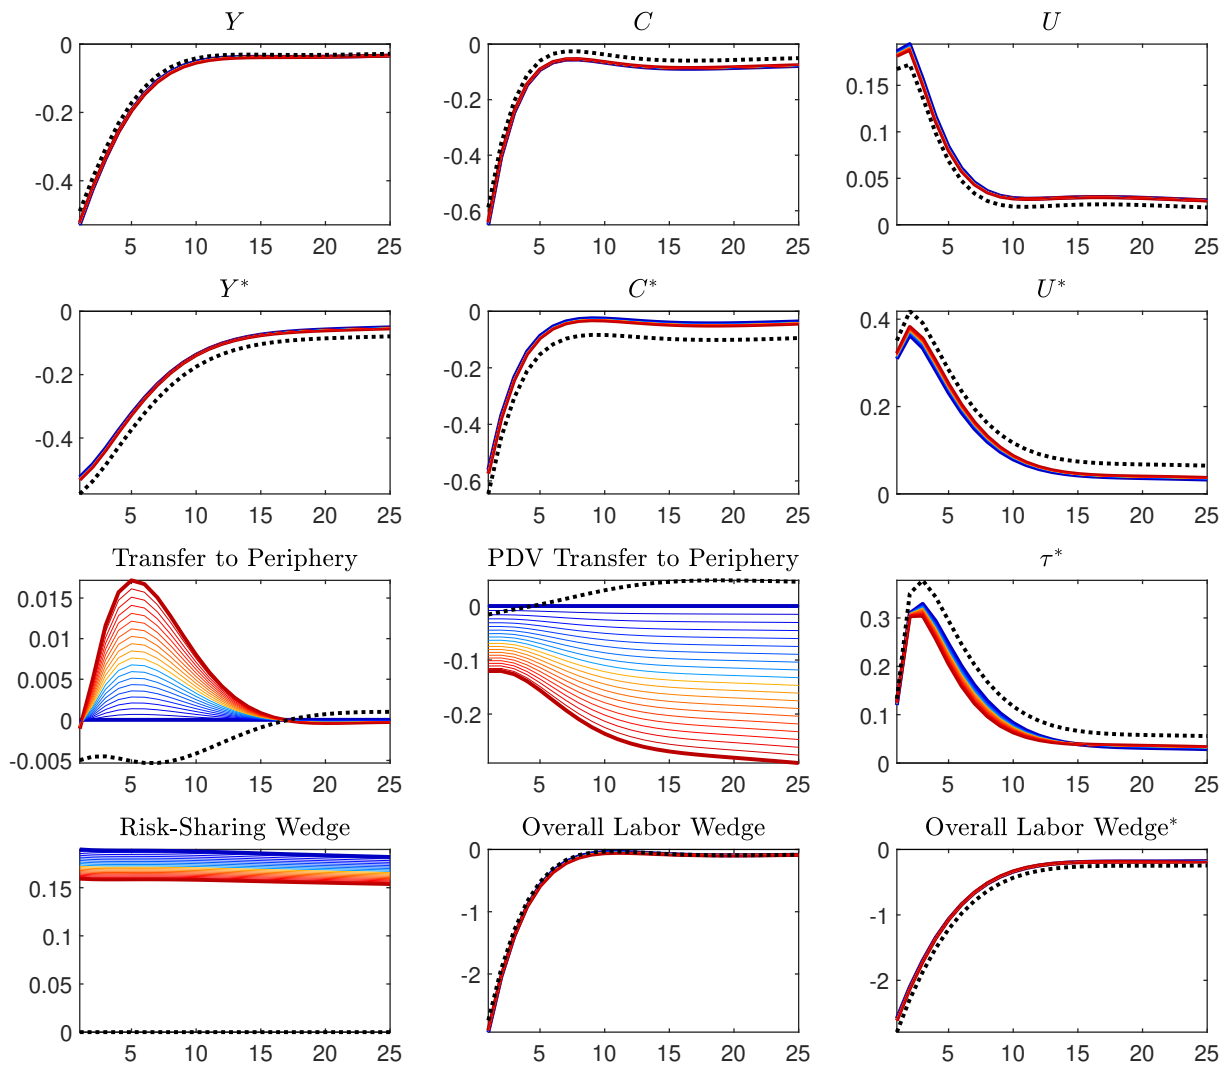 Y
0
-0.2
-0.4
5 10 15 20 25
C
0
-0.2
-0.4
-0.6
5 10 15 20 25
U
0.15
0.1
0.05
0
5 10 15 20 25
Y*
0
-0.2
-0.4
5 10 15 20 25
C*
0
-0.2
-0.4
-0.6
5 10 15 20 25
U*
0.4
0.2
0
5 10 15 20 25
Transfer to Periphery
0.015
0.01
0.005
0
-0.005
5 10 15 20 25
PDV Transfer to Periphery
0
-0.1
-0.2
5 10 15 20 25
τ*
0.3
0.2
0.1
0
5 10 15 20 25
Risk-Sharing Wedge
0.15
0.1
0.05
0
5 10 15 20 25
Overall Labor Wedge
0
-1
-2
5 10 15 20 25
Overall Labor Wedge*
0
-1
-2
5 10 15 20 25